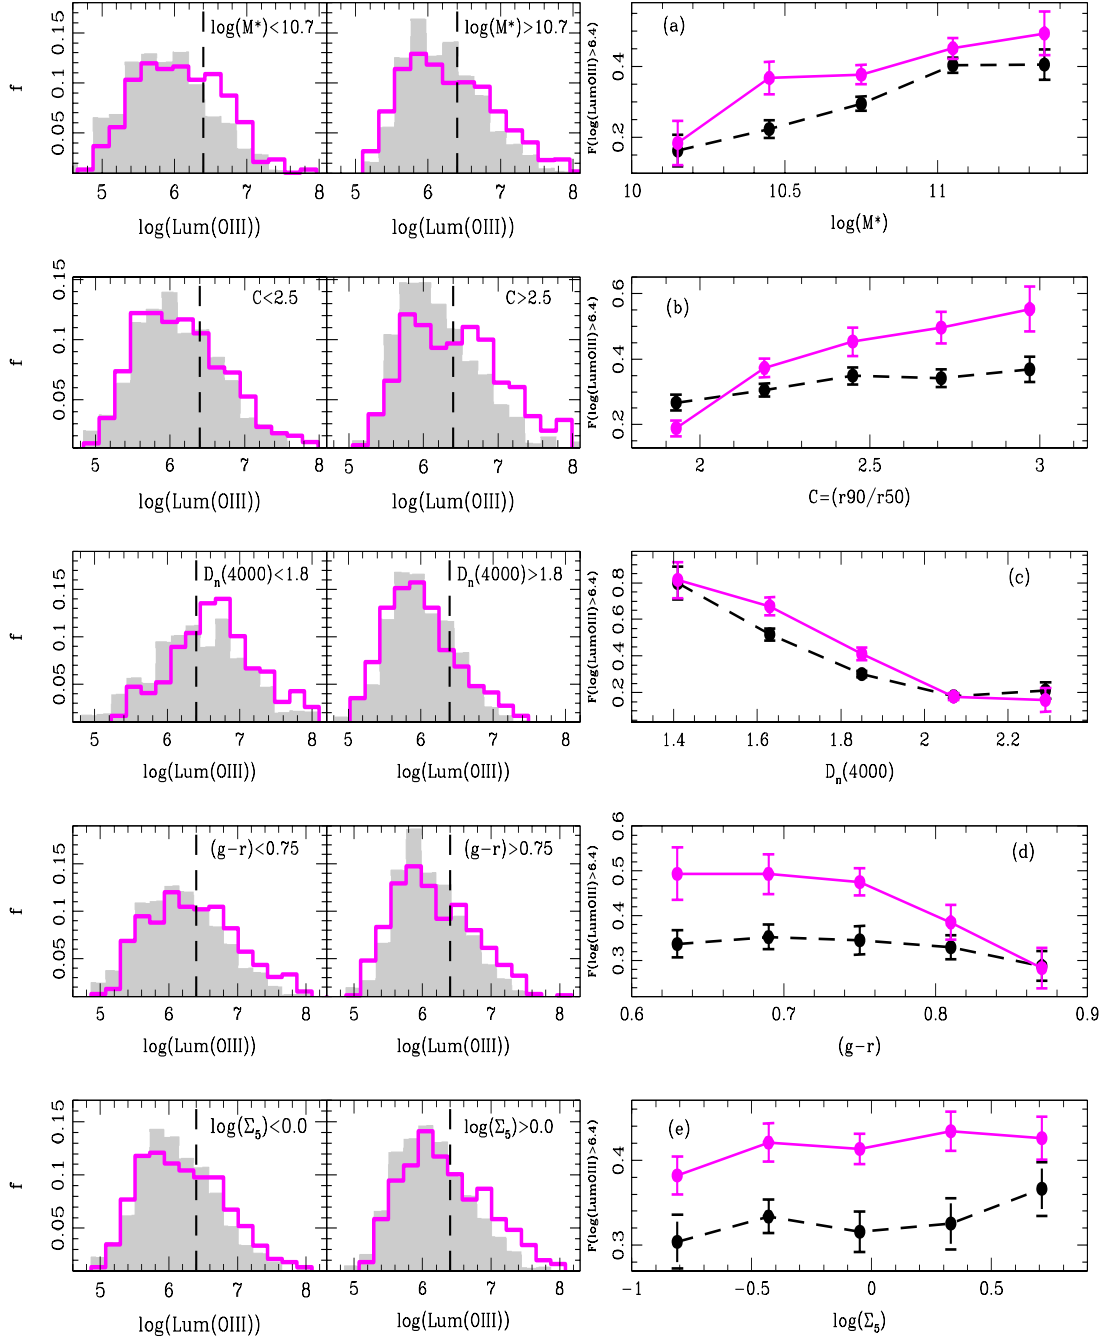 log(M*)<10.7
log(M*)>10.7
(a)
f
0.05 0.1 0.15
F(log(LumOIII)>6.4)
0.2 0.4
5 6 7 8
5 6 7 8
10 10.5 11
log(Lum(OIII))
log(Lum(OIII))
log(M*)
C<2.5
C>2.5
(b)
f
0.05 0.1 0.15
F(log(LumOIII)>6.4)
0.2 0.4 0.6
5 6 7 8
5 6 7 8
2 2.5 3
log(Lum(OIII))
log(Lum(OIII))
C=(r90/r50)
Dₙ(4000)<1.8
Dₙ(4000)>1.8
(c)
f
0.05 0.1 0.15
F(log(LumOIII)>6.4)
0.2 0.4 0.6 0.8
5 6 7 8
5 6 7 8
1.4 1.6 1.8 2 2.2
log(Lum(OIII))
log(Lum(OIII))
Dₙ(4000)
(g-r)<0.75
(g-r)>0.75
(d)
f
0.05 0.1 0.15
F(log(LumOIII)>6.4)
0.3 0.4 0.5 0.6
5 6 7 8
5 6 7 8
0.6 0.7 0.8 0.9
log(Lum(OIII))
log(Lum(OIII))
(g-r)
log(Σ₅)<0.0
log(Σ₅)>0.0
(e)
f
0.05 0.1 0.15
F(log(LumOIII)>6.4)
0.3 0.4
5 6 7 8
5 6 7 8
-1 -0.5 0 0.5
log(Lum(OIII))
log(Lum(OIII))
log(Σ₅)